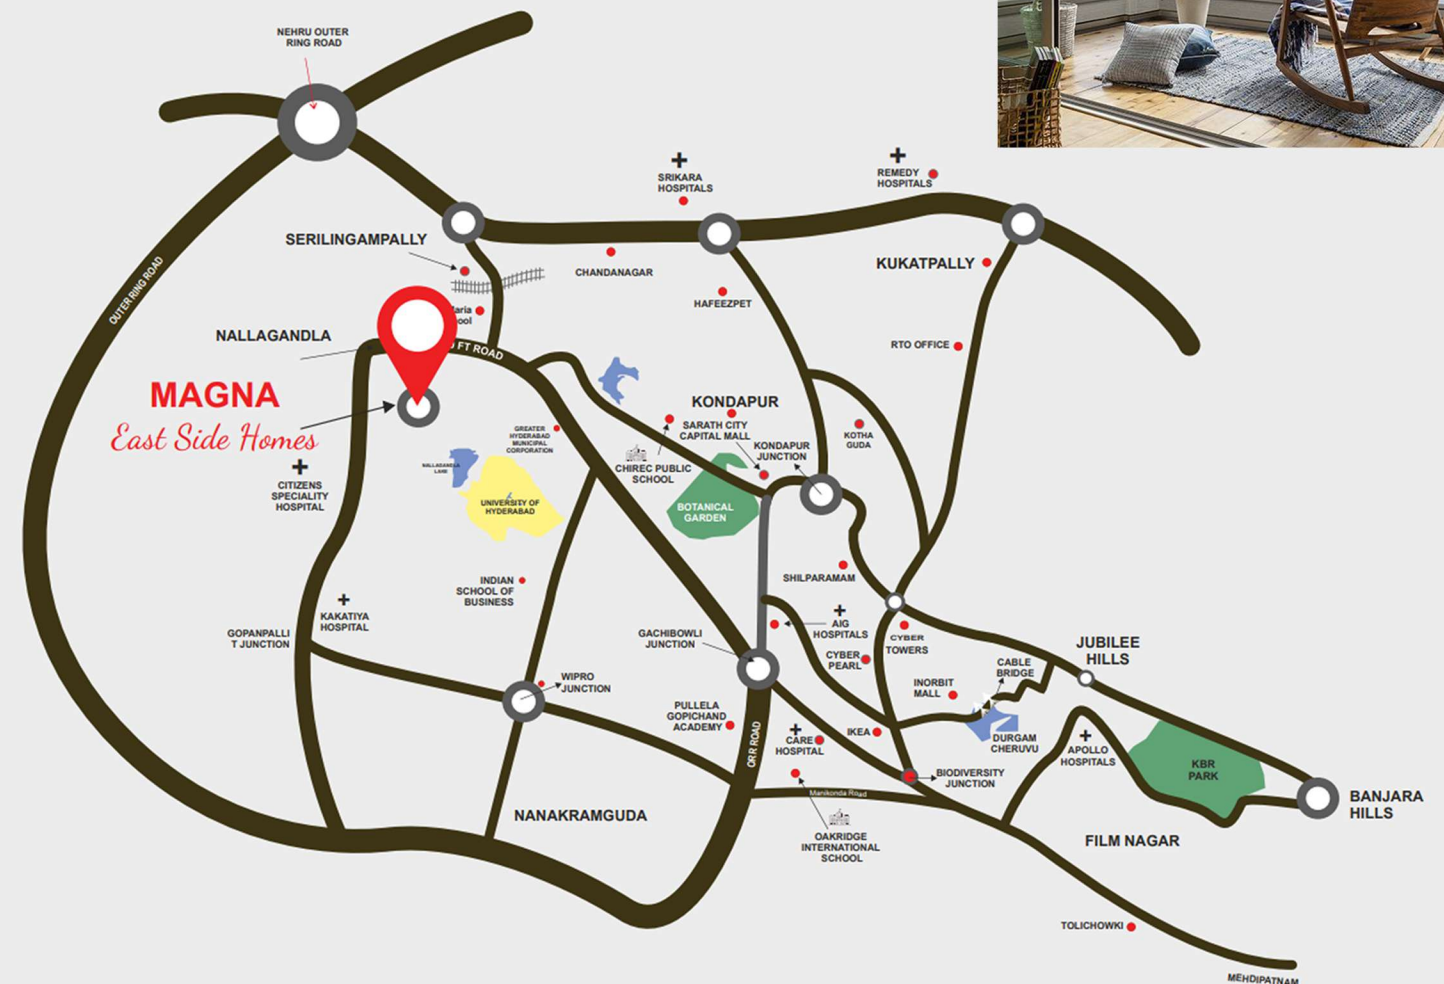 NEHRU OUTER
RING ROAD
SRIKARA
HOSPITALS
REMEDY
HOSPITALS
SERILINGAMPALLY
CHANDANAGAR
KUKATPALLY
OUTER RING ROAD
HAFEEZPET
NALLAGANDLA
FT ROAD
RTO OFFICE
MAGNA
East Side Homes
KONDAPUR
SARATH CITY
CAPITAL MALL
KONDAPUR
JUNCTION
KOTHA
GUDA
GREATER
HYDERABAD
MUNICIPAL
CORPORATION
CHIREC PUBLIC
SCHOOL
NALLAGANDLA
LAKE
CITIZENS
SPECIALITY
HOSPITAL
UNIVERSITY OF
HYDERABAD
BOTANICAL
GARDEN
INDIAN
SCHOOL OF
BUSINESS
SHILPARAMAM
KAKATIYA
HOSPITAL
GOPANPALLI
T JUNCTION
GACHIBOWLI
JUNCTION
AIG
HOSPITALS
CYBER
TOWERS
CYBER
PEARL
JUBILEE
HILLS
CABLE
BRIDGE
WIPRO
JUNCTION
INORBIT
MALL
PULLELA
GOPICHAND
ACADEMY
ORR ROAD
CARE
HOSPITAL
IKEA
DURGAM
CHERUVU
APOLLO
HOSPITALS
KBR
PARK
BIODIVERSITY
JUNCTION
Manikonda Road
BANJARA
HILLS
NANAKRAMGUDA
OAKRIDGE
INTERNATIONAL
SCHOOL
FILM NAGAR
TOLICHOWKI
MEHDIPATNAM